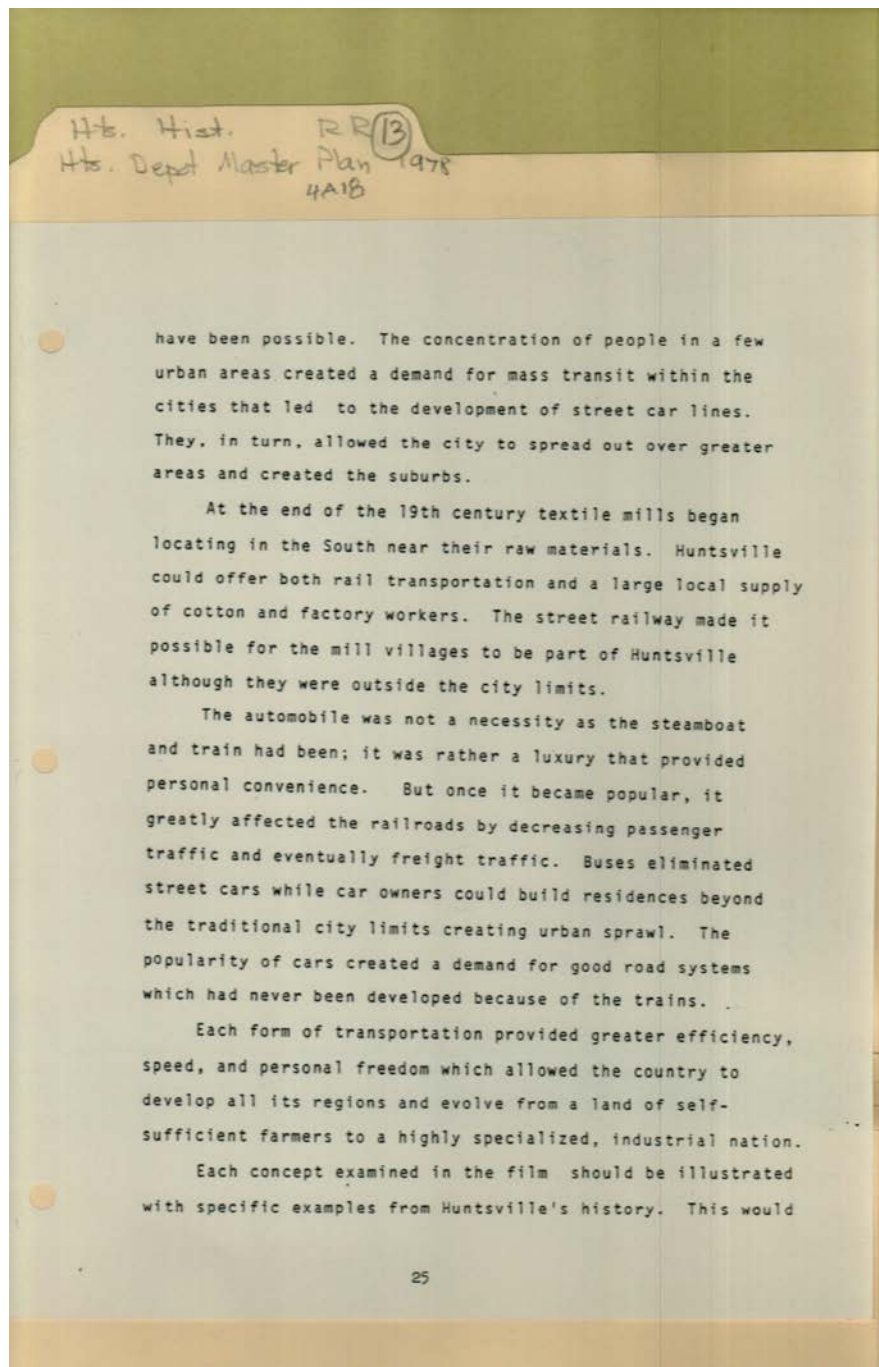 Hts. Hist. RR 13
Hts. Depot Master Plan 1978
4A18
have been possible. The concentration of people in a few
urban areas created a demand for mass transit within the
cities that led to the development of street car lines.
They, in turn, allowed the city to spread out over greater
areas and created the suburbs.
At the end of the 19th century textile mills began
locating in the South near their raw materials. Huntsville
could offer both rail transportation and a large local supply
of cotton and factory workers. The street railway made it
possible for the mill villages to be part of Huntsville
although they were outside the city limits.
The automobile was not a necessity as the steamboat
and train had been; it was rather a luxury that provided
personal convenience. But once it became popular, it
greatly affected the railroads by decreasing passenger
traffic and eventually freight traffic. Buses eliminated
street cars while car owners could build residences beyond
the traditional city limits creating urban sprawl. The
popularity of cars created a demand for good road systems
which had never been developed because of the trains.
Each form of transportation provided greater efficiency,
speed, and personal freedom which allowed the country to
develop all its regions and evolve from a land of self-
sufficient farmers to a highly specialized, industrial nation.
Each concept examined in the film should be illustrated
with specific examples from Huntsville's history. This would
25